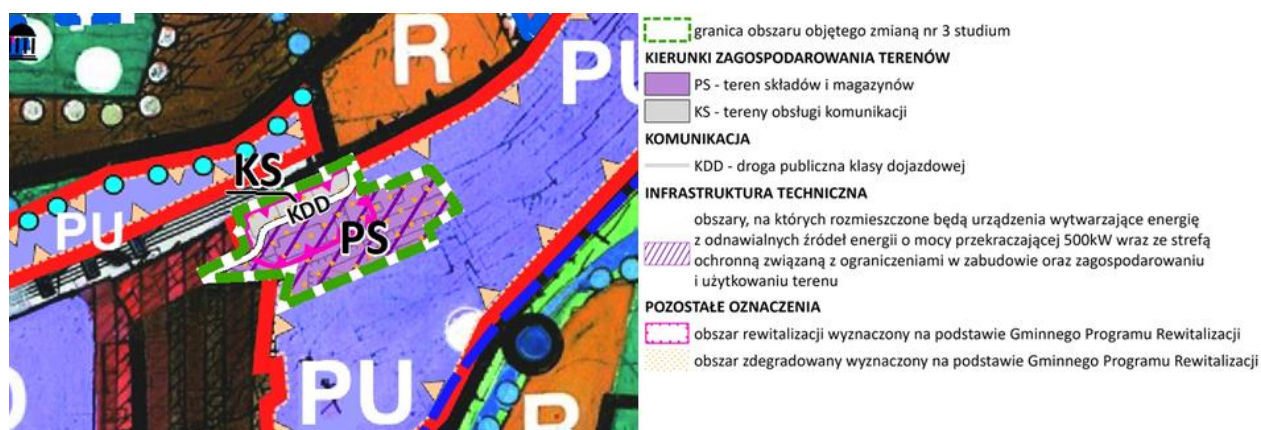 R
PU
KS
KDD
PS
PU
PU
R
granica obszaru objętego zmianą nr 3 studium
KIERUNKI ZAGOSPODAROWANIA TERENÓW
PS - teren składów i magazynów
KS - tereny obsługi komunikacji
KOMUNIKACJA
KDD - droga publiczna klasy dojazdowej
INFRASTRUKTURA TECHNICZNA
obszary, na których rozmieszczone będą urządzenia wytwarzające energię
z odnawialnych źródeł energii o mocy przekraczającej 500kW wraz ze strefą
ochronną związaną z ograniczeniami w zabudowie oraz zagospodarowaniu
i użytkowaniu terenu
POZOSTAŁE OZNACZENIA
obszar rewitalizacji wyznaczony na podstawie Gminnego Programu Rewitalizacji
obszar zdegradowany wyznaczony na podstawie Gminnego Programu Rewitalizacji